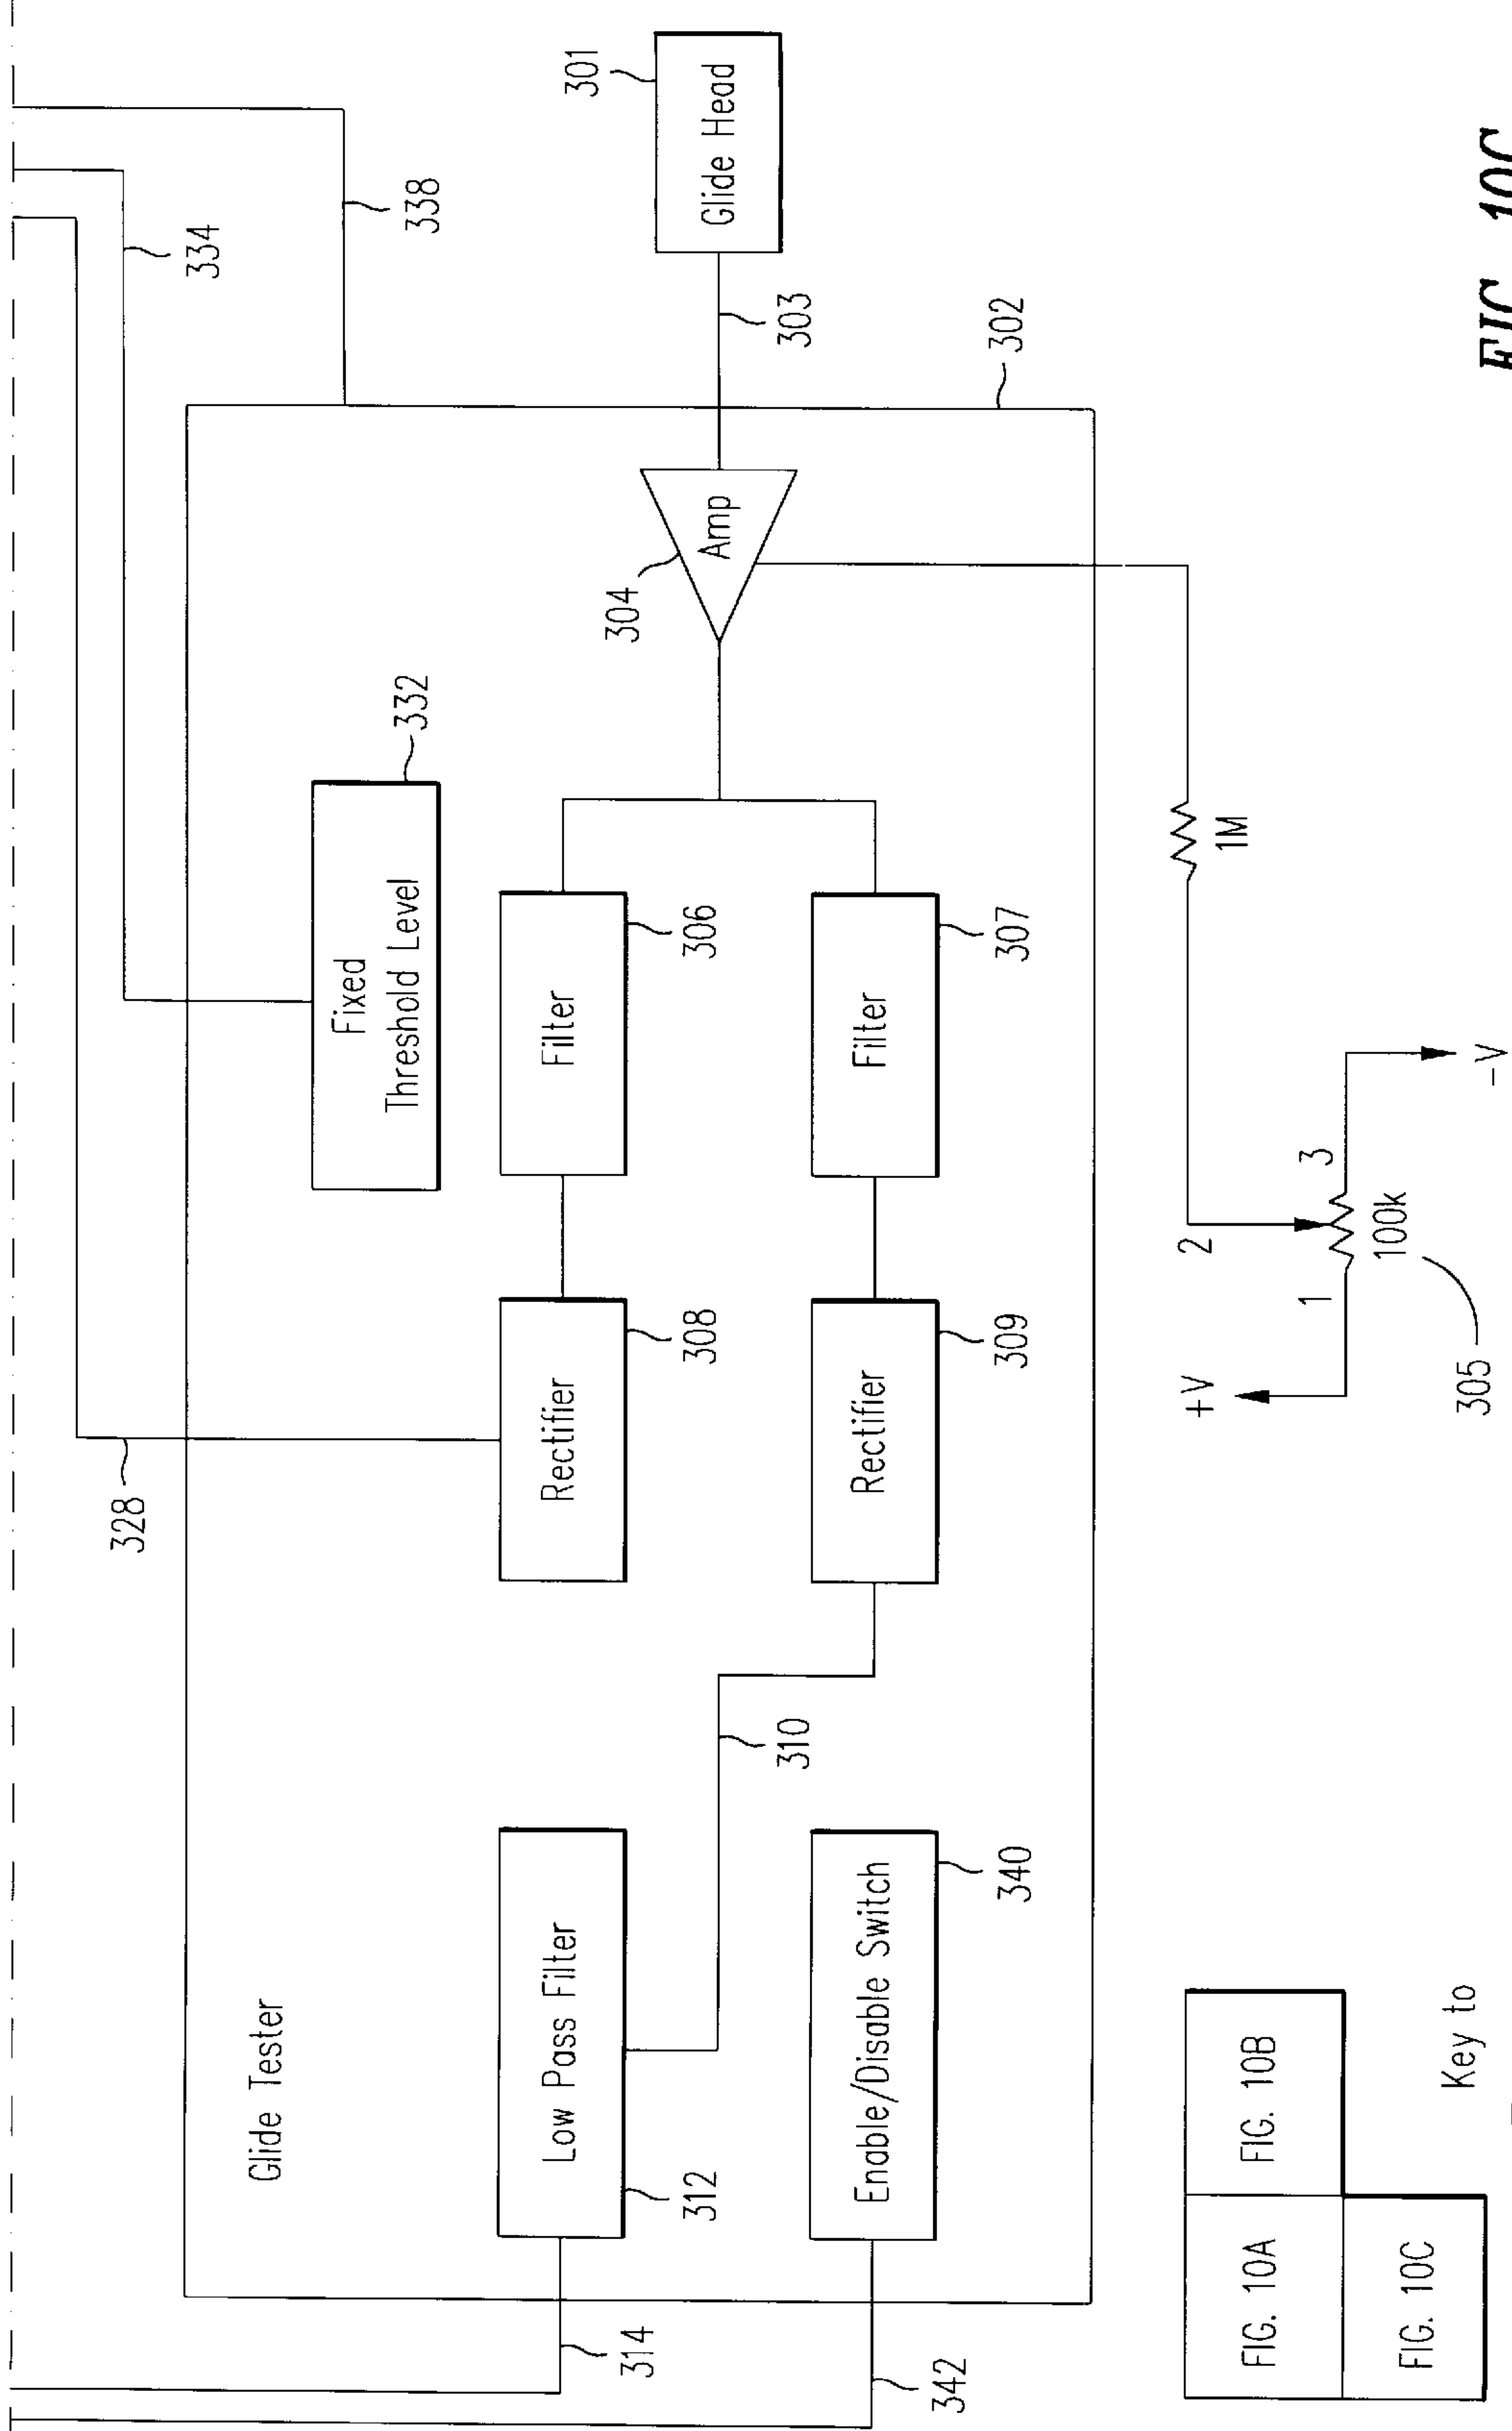 328
334
338
Glide Tester
Fixed
Threshold Level
332
301
Glide Head
Low Pass Filter
312
314
Rectifier
308
Filter
306
304
Amp
303
310
Enable/Disable Switch
340
342
Rectifier
309
Filter
307
302
1M
+V
1
2
3
100k
-V
305
FIG. 10A
FIG. 10B
FIG. 10C
Key to
FIG. 10C